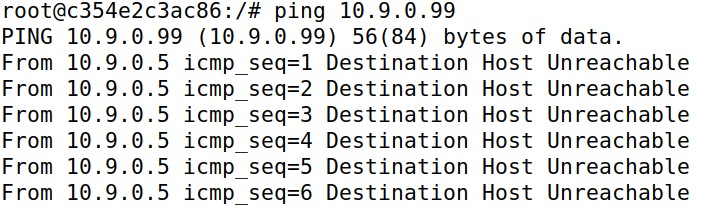 root@c354e2c3ac86:/# ping 10.9.0.99
PING 10.9.0.99 (10.9.0.99) 56(84) bytes of data.
From 10.9.0.5 icmp_seq=1 Destination Host Unreachable
From 10.9.0.5 icmp_seq=2 Destination Host Unreachable
From 10.9.0.5 icmp_seq=3 Destination Host Unreachable
From 10.9.0.5 icmp_seq=4 Destination Host Unreachable
From 10.9.0.5 icmp_seq=5 Destination Host Unreachable
From 10.9.0.5 icmp_seq=6 Destination Host Unreachable